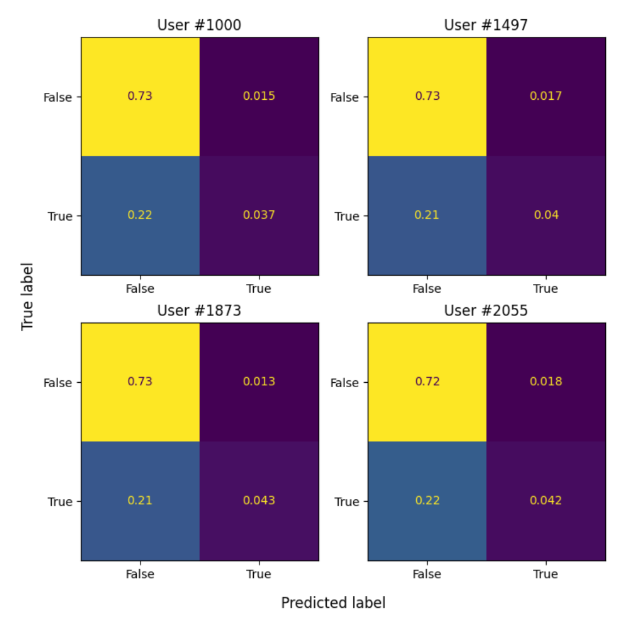 User #1000
User #1497
False
0.73
0.015
False
0.73
0.017
True
0.22
0.037
True
0.21
0.04
False
True
False
True
True label
User #1873
User #2055
False
0.73
0.013
False
0.72
0.018
True
0.21
0.043
True
0.22
0.042
False
True
False
True
Predicted label